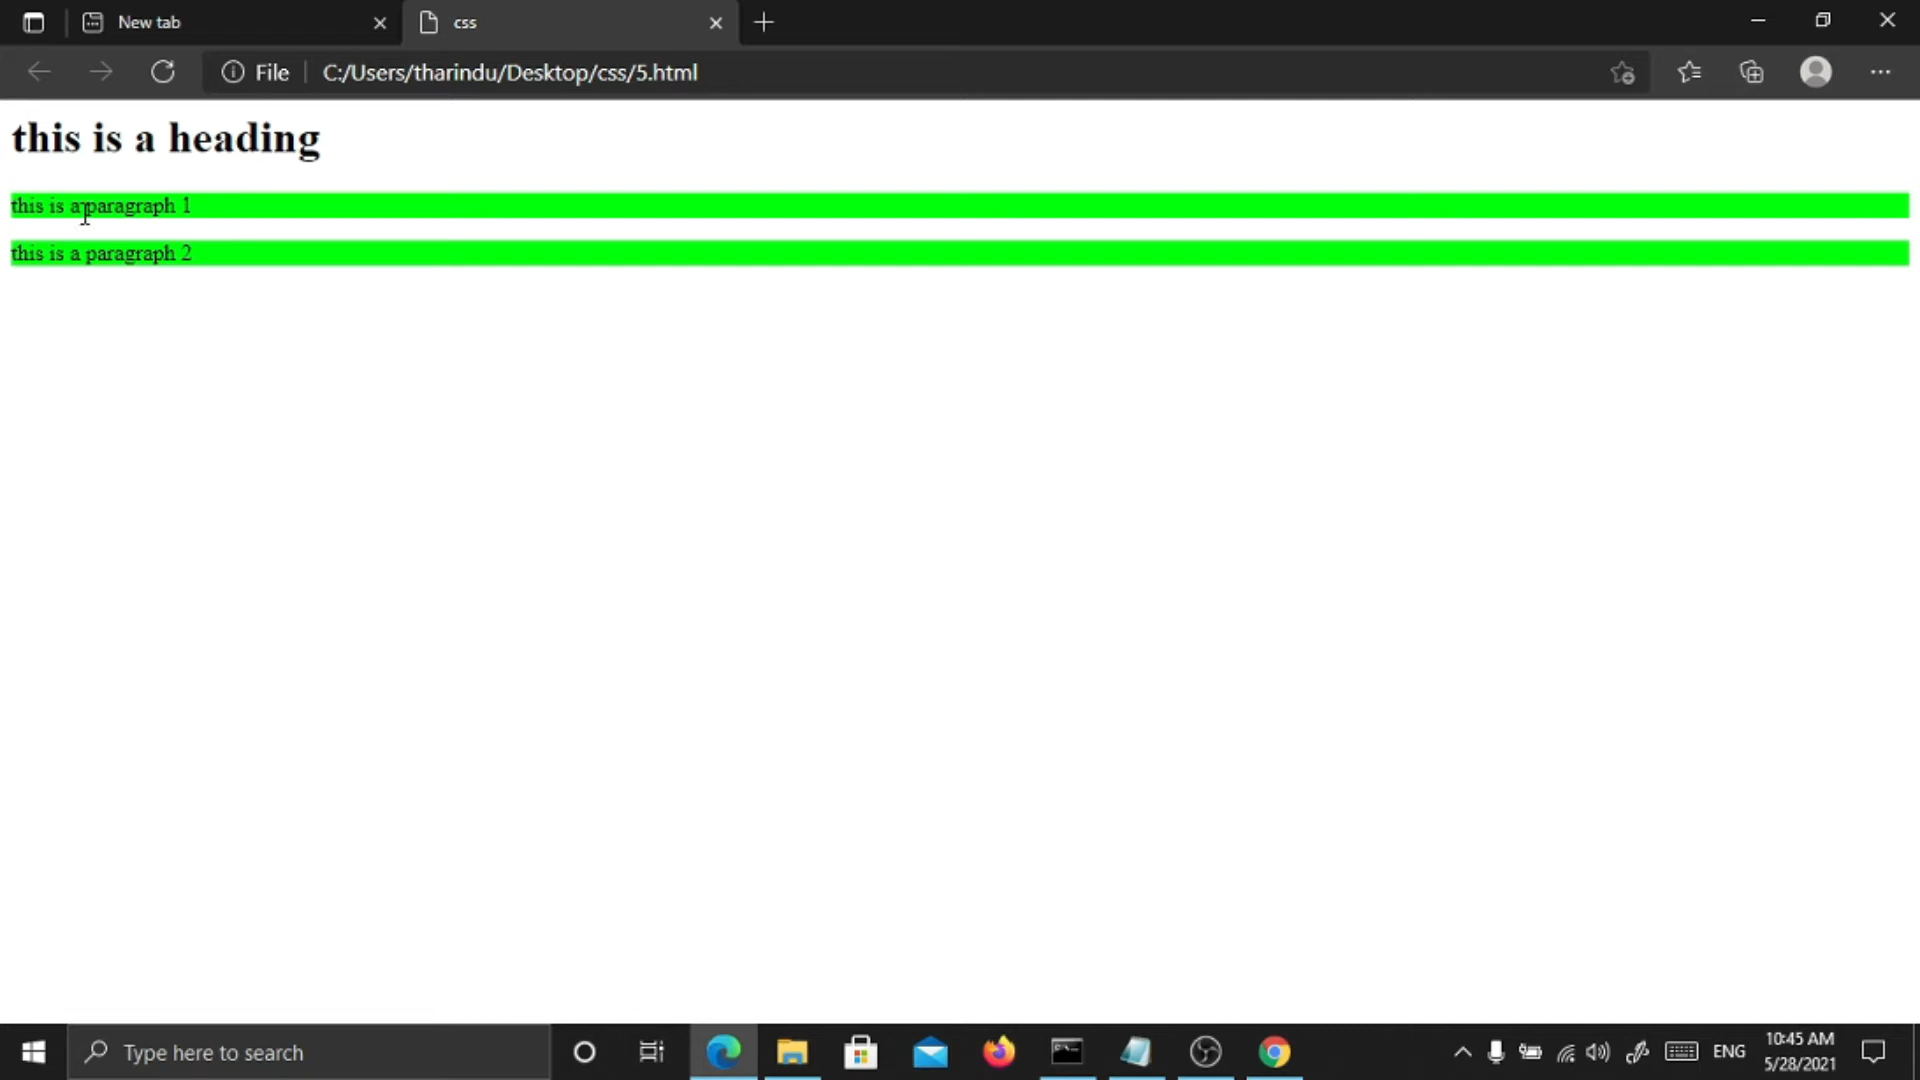 New tab
css
File
C:/Users/tharindu/Desktop/css/5.html
this is a heading
this is a paragraph 1
this is a paragraph 2
Type here to search
ENG
10:45 AM
5/28/2021